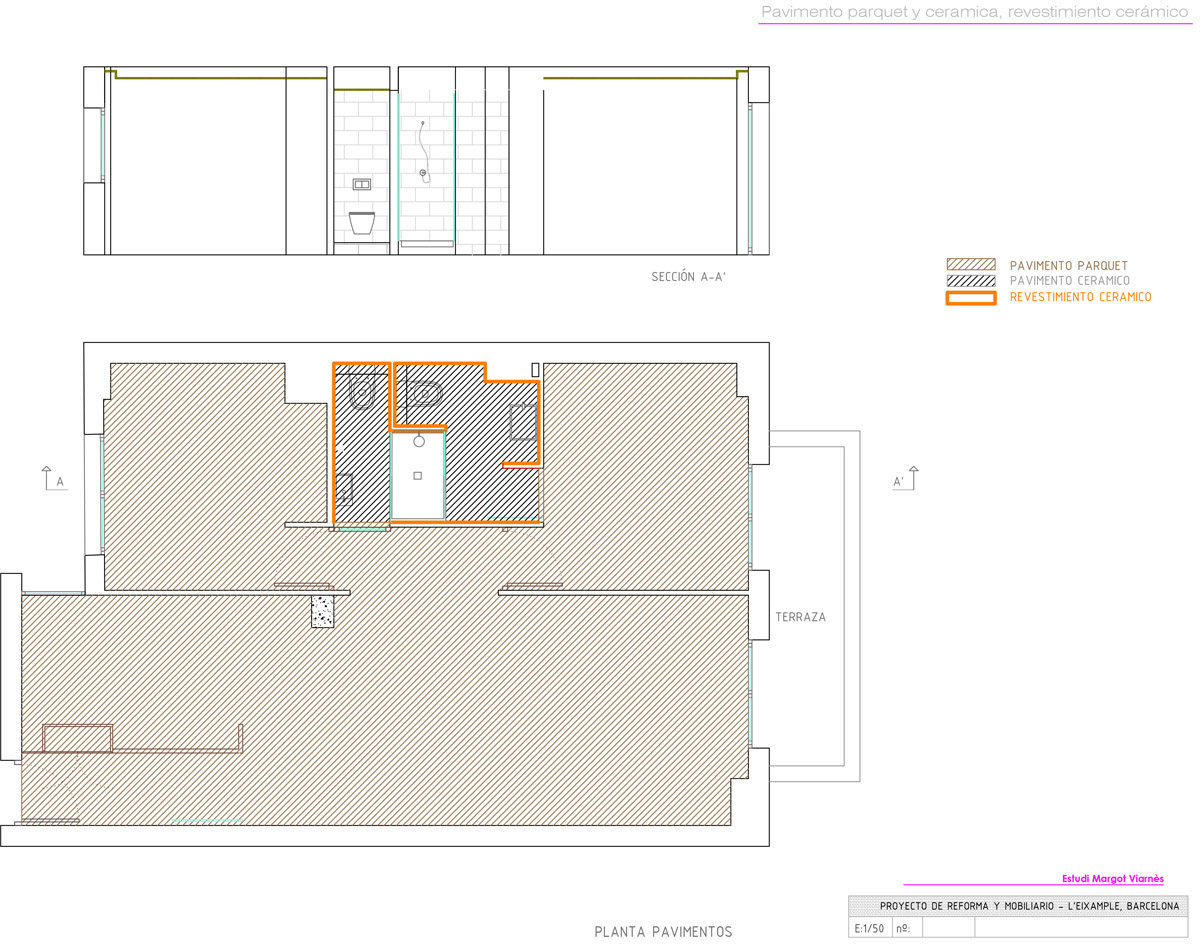 Pavimento parquet y ceramica, revestimiento cerámico
SECCIÓN A-A'
PAVIMENTO PARQUET
PAVIMENTO CERAMICO
REVESTIMIENTO CERAMICO
A
A'
TERRAZA
Estudi Margot Viarnès
PROYECTO DE REFORMA Y MOBILIARIO - L'EIXAMPLE, BARCELONA
E:1/50 nº:
PLANTA PAVIMENTOS